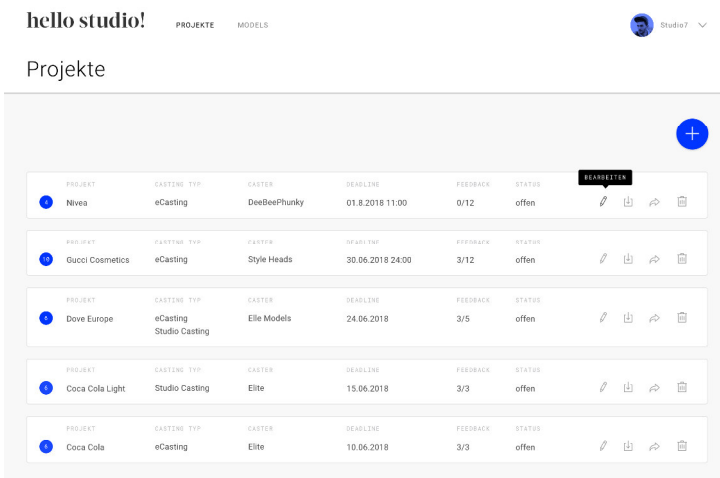 hello studio!
PROJEKTE MODELS
Studio7
Projekte
BEARBEITEN
PROJEKT CASTING TYP CASTER DEADLINE FEEDBACK STATUS
4 Nivea eCasting DeeBeePhunky 01.8.2018 11:00 0/12 offen
PROJEKT CASTING TYP CASTER DEADLINE FEEDBACK STATUS
10 Gucci Cosmetics eCasting Style Heads 30.06.2018 24:00 3/12 offen
PROJEKT CASTING TYP CASTER DEADLINE FEEDBACK STATUS
6 Dove Europe eCasting Elle Models 24.06.2018 3/5 offen
Studio Casting
PROJEKT CASTING TYP CASTER DEADLINE FEEDBACK STATUS
6 Coca Cola Light Studio Casting Elite 15.06.2018 3/3 offen
PROJEKT CASTING TYP CASTER DEADLINE FEEDBACK STATUS
6 Coca Cola eCasting Elite 10.06.2018 3/3 offen